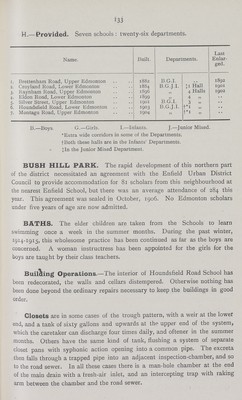 133
H.—Provided. Seven schools: twenty-six departments.
Name. Built. Departments. Last Enlarged.
1. Brettenham Road, Upper Edmonton .. .. 1882 B.G.I. 1892
2. Croyland Road, Lower Edmonton .. .. 1884 B.G.J.I. ‡1 Hall 1901
3. Raynham Road, Upper Edmonton .. .. 1896 „ 4 Halls 1901
4. Eldon Road, Lower Edmonton .. .. 1899 „ 4 „ ..
5. Silver Street, Upper Edmonton .. .. 1901 B.G.I. 3 „ ..
6. Houndsfield Road, Lower Edmonton .. .. 1903 B.G.J.I. ..
7. Montagu Road, Upper Edmonton .. .. 1904 „ ..
B.—Boys G.—Girls. I.—Infants. J.—Junior Mixed.
*Extra wide corridors in some of the Departments.
†Both these halls are in the Infants' Departments.
‡In the Junior Mixed Department.
BUSH HILL PARK. The rapid development of this northern part
of the district necessitated an agreement with the Enfield Urban District
Council to provide accommodation for 82 scholars from this neighbourhood at
the nearest Enfield School, but there was an average attendance of 284 this
year. This agreement was sealed in October, 1906. No Edmonton scholars
under five years of age are now admitted.
BATHS. The elder children are taken from the Schools to learn
swimming once a week in the summer months. During the past winter,
1914-1915, this wholesome practice has been continued as far as the boys are
concerned. A woman instructress has been appointed for the girls for the
boys are taught by their class teachers.
Building Operations.—The interior of Houndsfield Road School has
been redecorated, the walls and cellars distempered. Otherwise nothing has
been done beyond the ordinary repairs necessary to keep the buildings in good
order.
Closets are in some cases of the trough pattern, with a weir at the lower
end, and a tank of sixty gallons and upwards at the upper end of the system,
which the caretaker can discharge four times daily, and oftener in the summer
months. Others have the same kind of tank, flushing a system of separate
closet pans with syphonic action opening into a common pipe. The excreta
then falls through a trapped pipe into an adjacent inspection-chamber, and so
to the road sewer. In all these cases there is a man-hole chamber at the end
of the main drain with a fresh-air inlet, and an intercepting trap with raking
arm between the chamber and the road sewer.